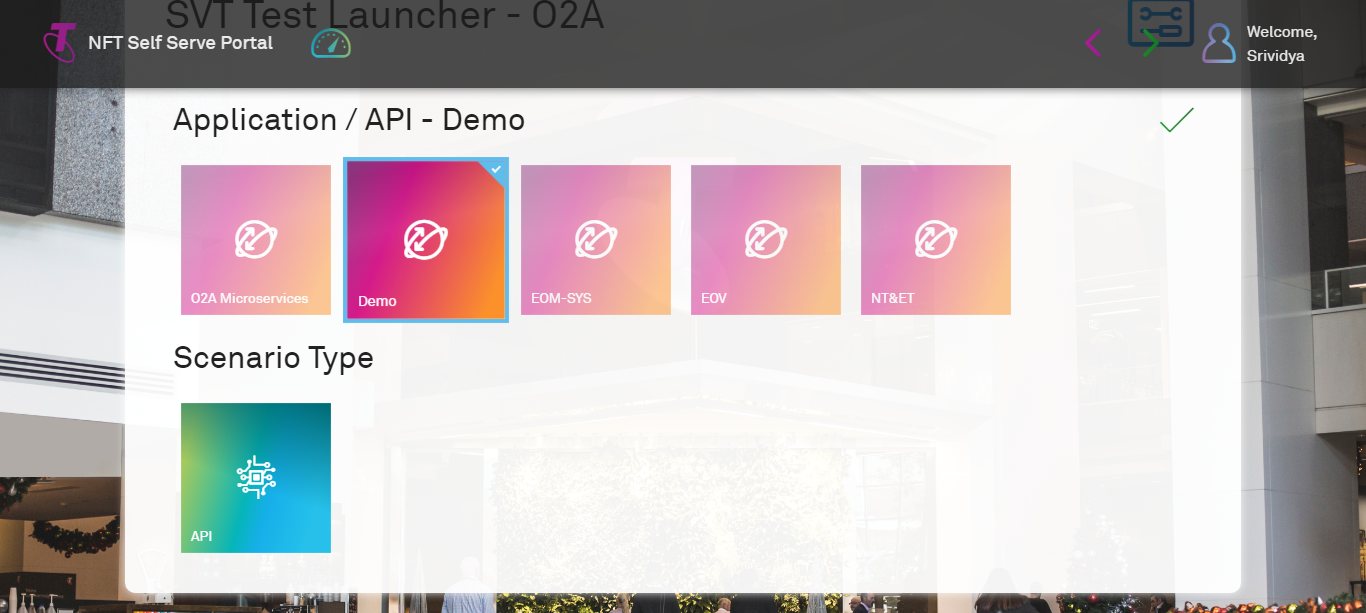 SVT Test Launcher - O2A
NFT Self Serve Portal
Welcome,
Srividya
Application / API - Demo
O2A Microservices
Demo
EOM-SYS
EOV
NT&ET
Scenario Type
API